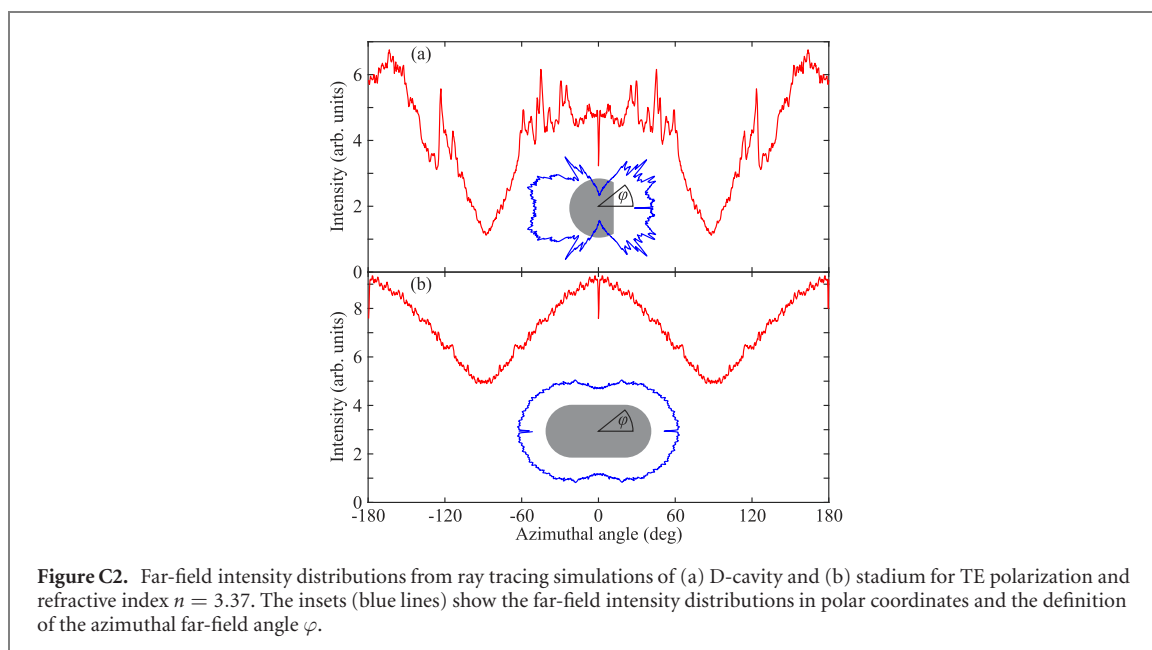 (a)
6
4
2
0
Intensity (arb. units)
φ
(b)
8
6
4
2
0
Intensity (arb. units)
φ
-180 -120 -60 0 60 120 180
Azimuthal angle (deg)
Figure C2. Far-field intensity distributions from ray tracing simulations of (a) D-cavity and (b) stadium for TE polarization and
refractive index n = 3.37. The insets (blue lines) show the far-field intensity distributions in polar coordinates and the definition
of the azimuthal far-field angle φ.